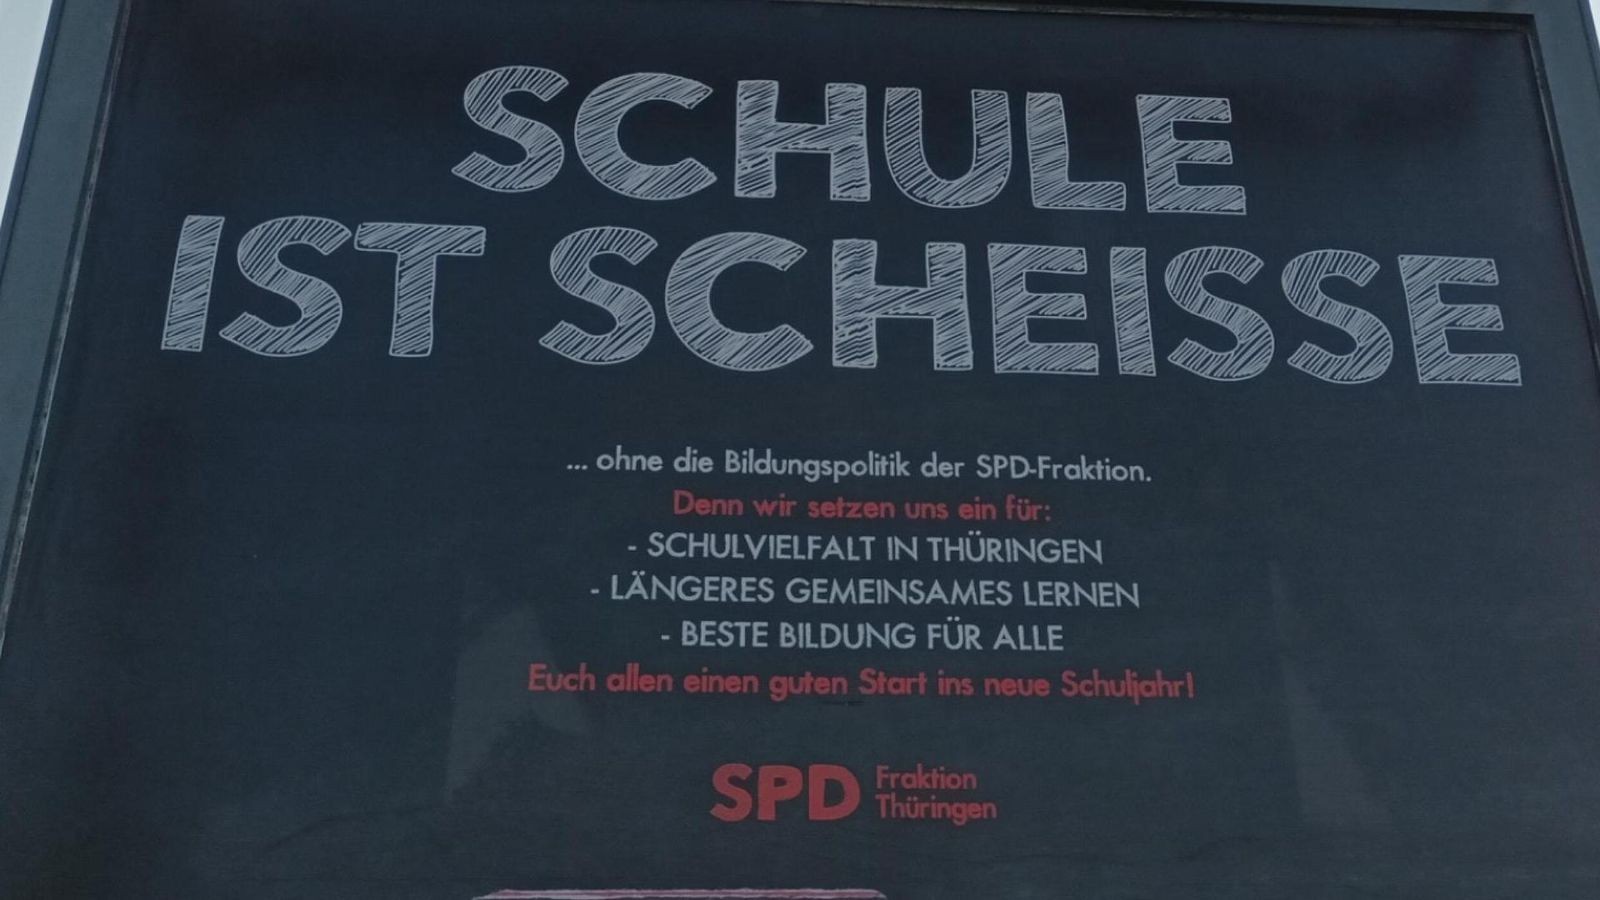 SCHULE
IST SCHEISSE
... ohne die Bildungspolitik der SPD-Fraktion.
Denn wir setzen uns ein für:
- SCHULVIELFALT IN THÜRINGEN
- LÄNGERES GEMEINSAMES LERNEN
- BESTE BILDUNG FÜR ALLE
Euch allen einen guten Start ins neue Schuljahr!
SPD Fraktion
Thüringen